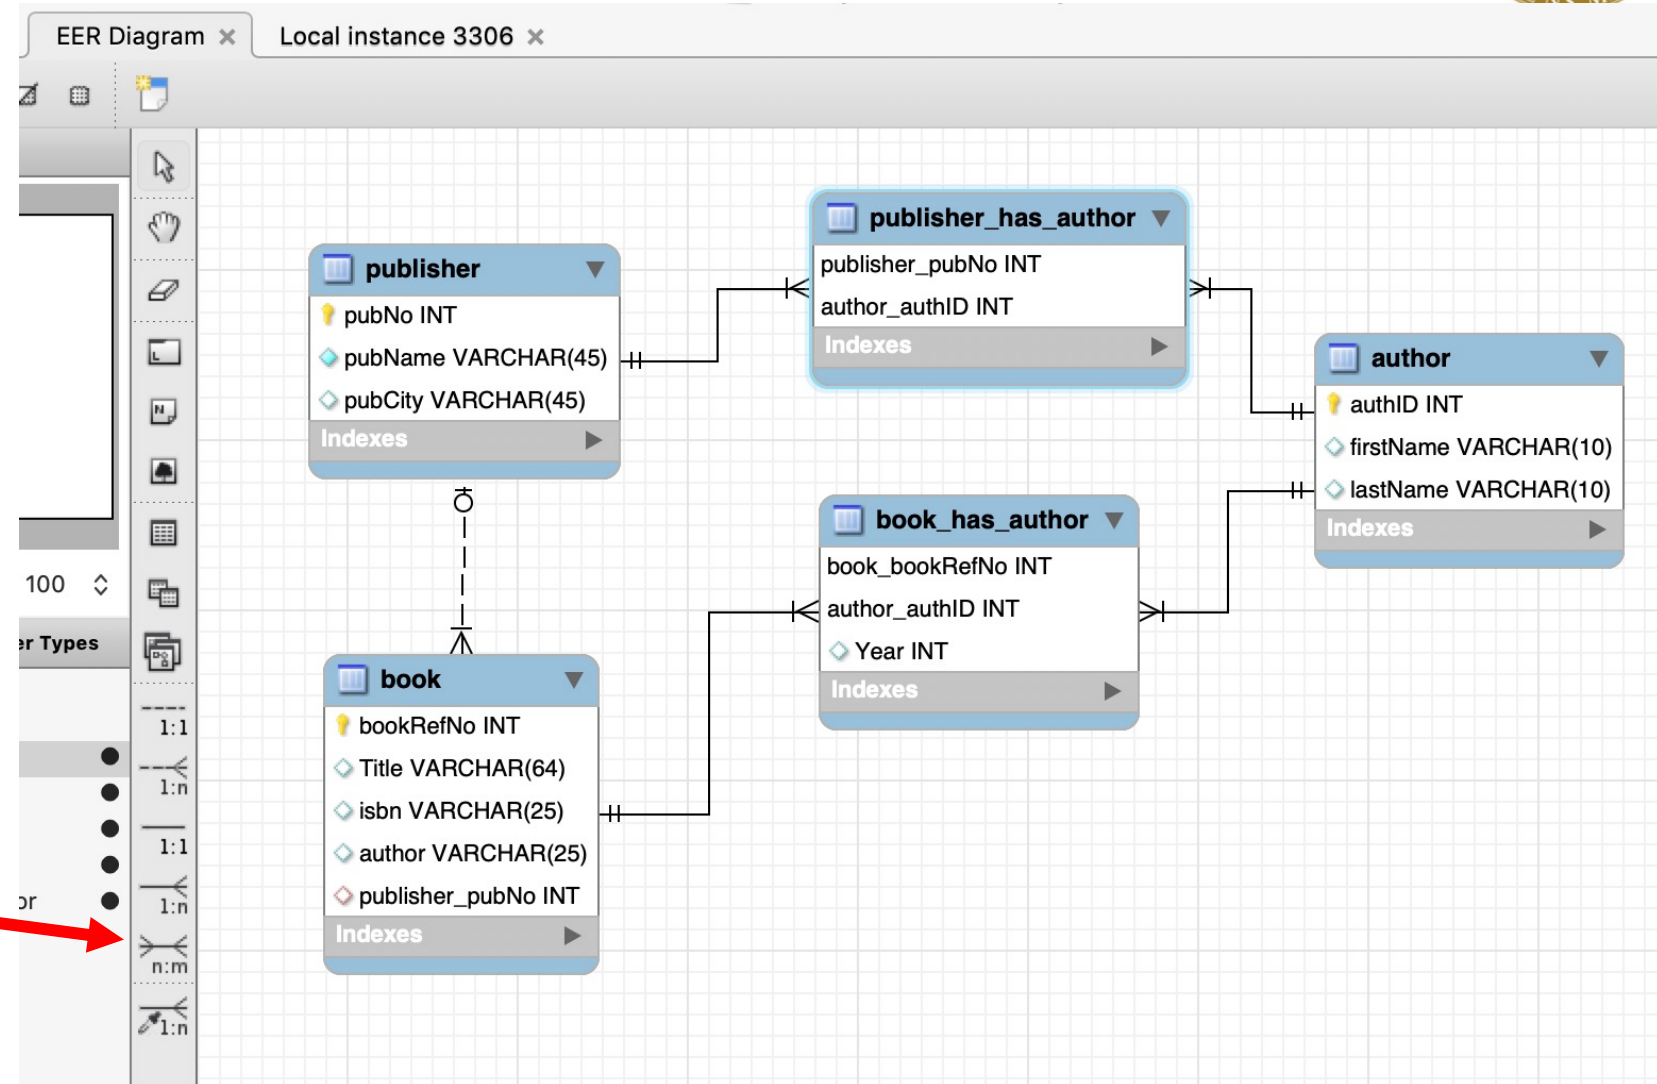 EER Diagram
Local instance 3306
100
er Types
or
1:1
1:n
1:1
1:n
n:m
1:n
publisher
pubNo INT
pubName VARCHAR(45)
pubCity VARCHAR(45)
Indexes
publisher_has_author
publisher_pubNo INT
author_authID INT
Indexes
author
authID INT
firstName VARCHAR(10)
lastName VARCHAR(10)
Indexes
book_has_author
book_bookRefNo INT
author_authID INT
Year INT
Indexes
book
bookRefNo INT
Title VARCHAR(64)
isbn VARCHAR(25)
author VARCHAR(25)
publisher_pubNo INT
Indexes